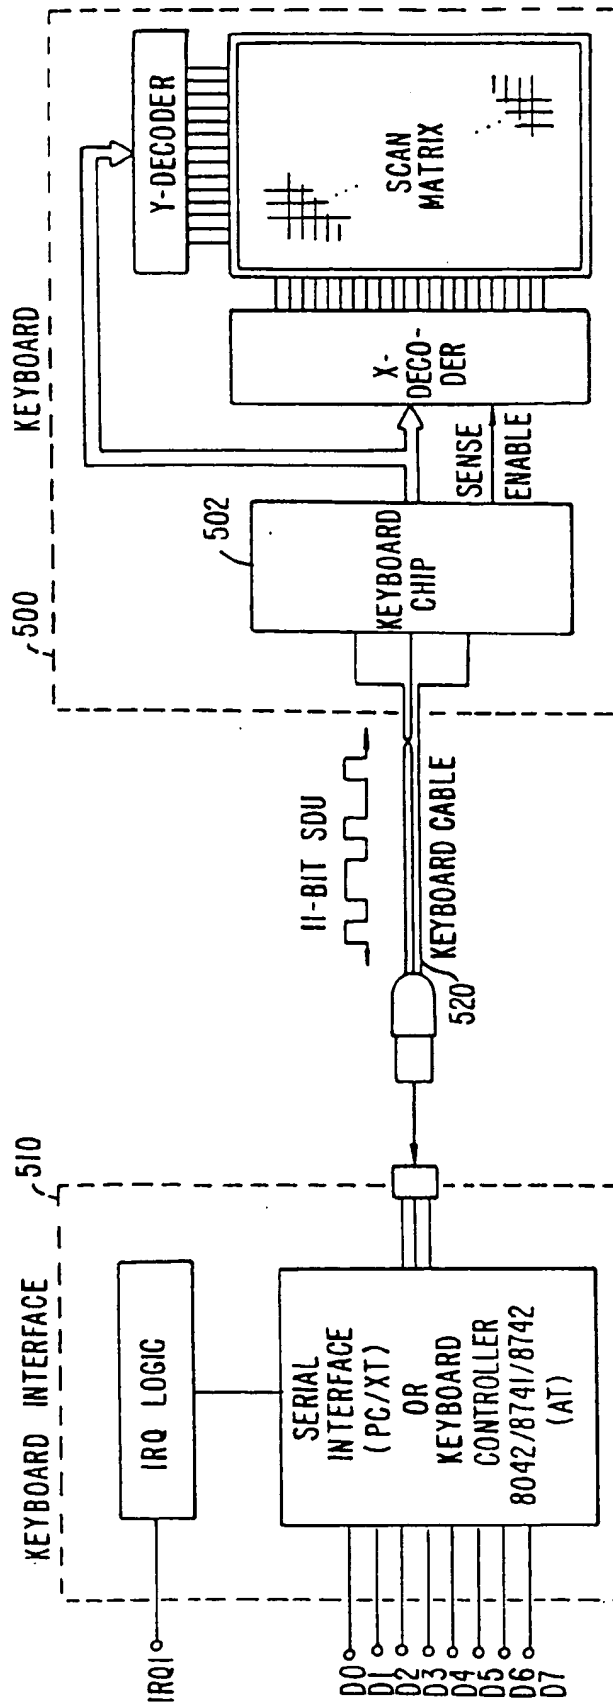 KEYBOARD INTERFACE
510
IRQ1
IRQ LOGIC
SERIAL
INTERFACE
(PC/XT)
OR
KEYBOARD
CONTROLLER
8042/8741/8742
(AT)
D0
D1
D2
D3
D4
D5
D6
D7
11-BIT SDU
KEYBOARD CABLE
520
500
KEYBOARD
502
KEYBOARD
CHIP
SENSE
ENABLE
X-
DECO-
DER
Y-DECODER
SCAN
MATRIX